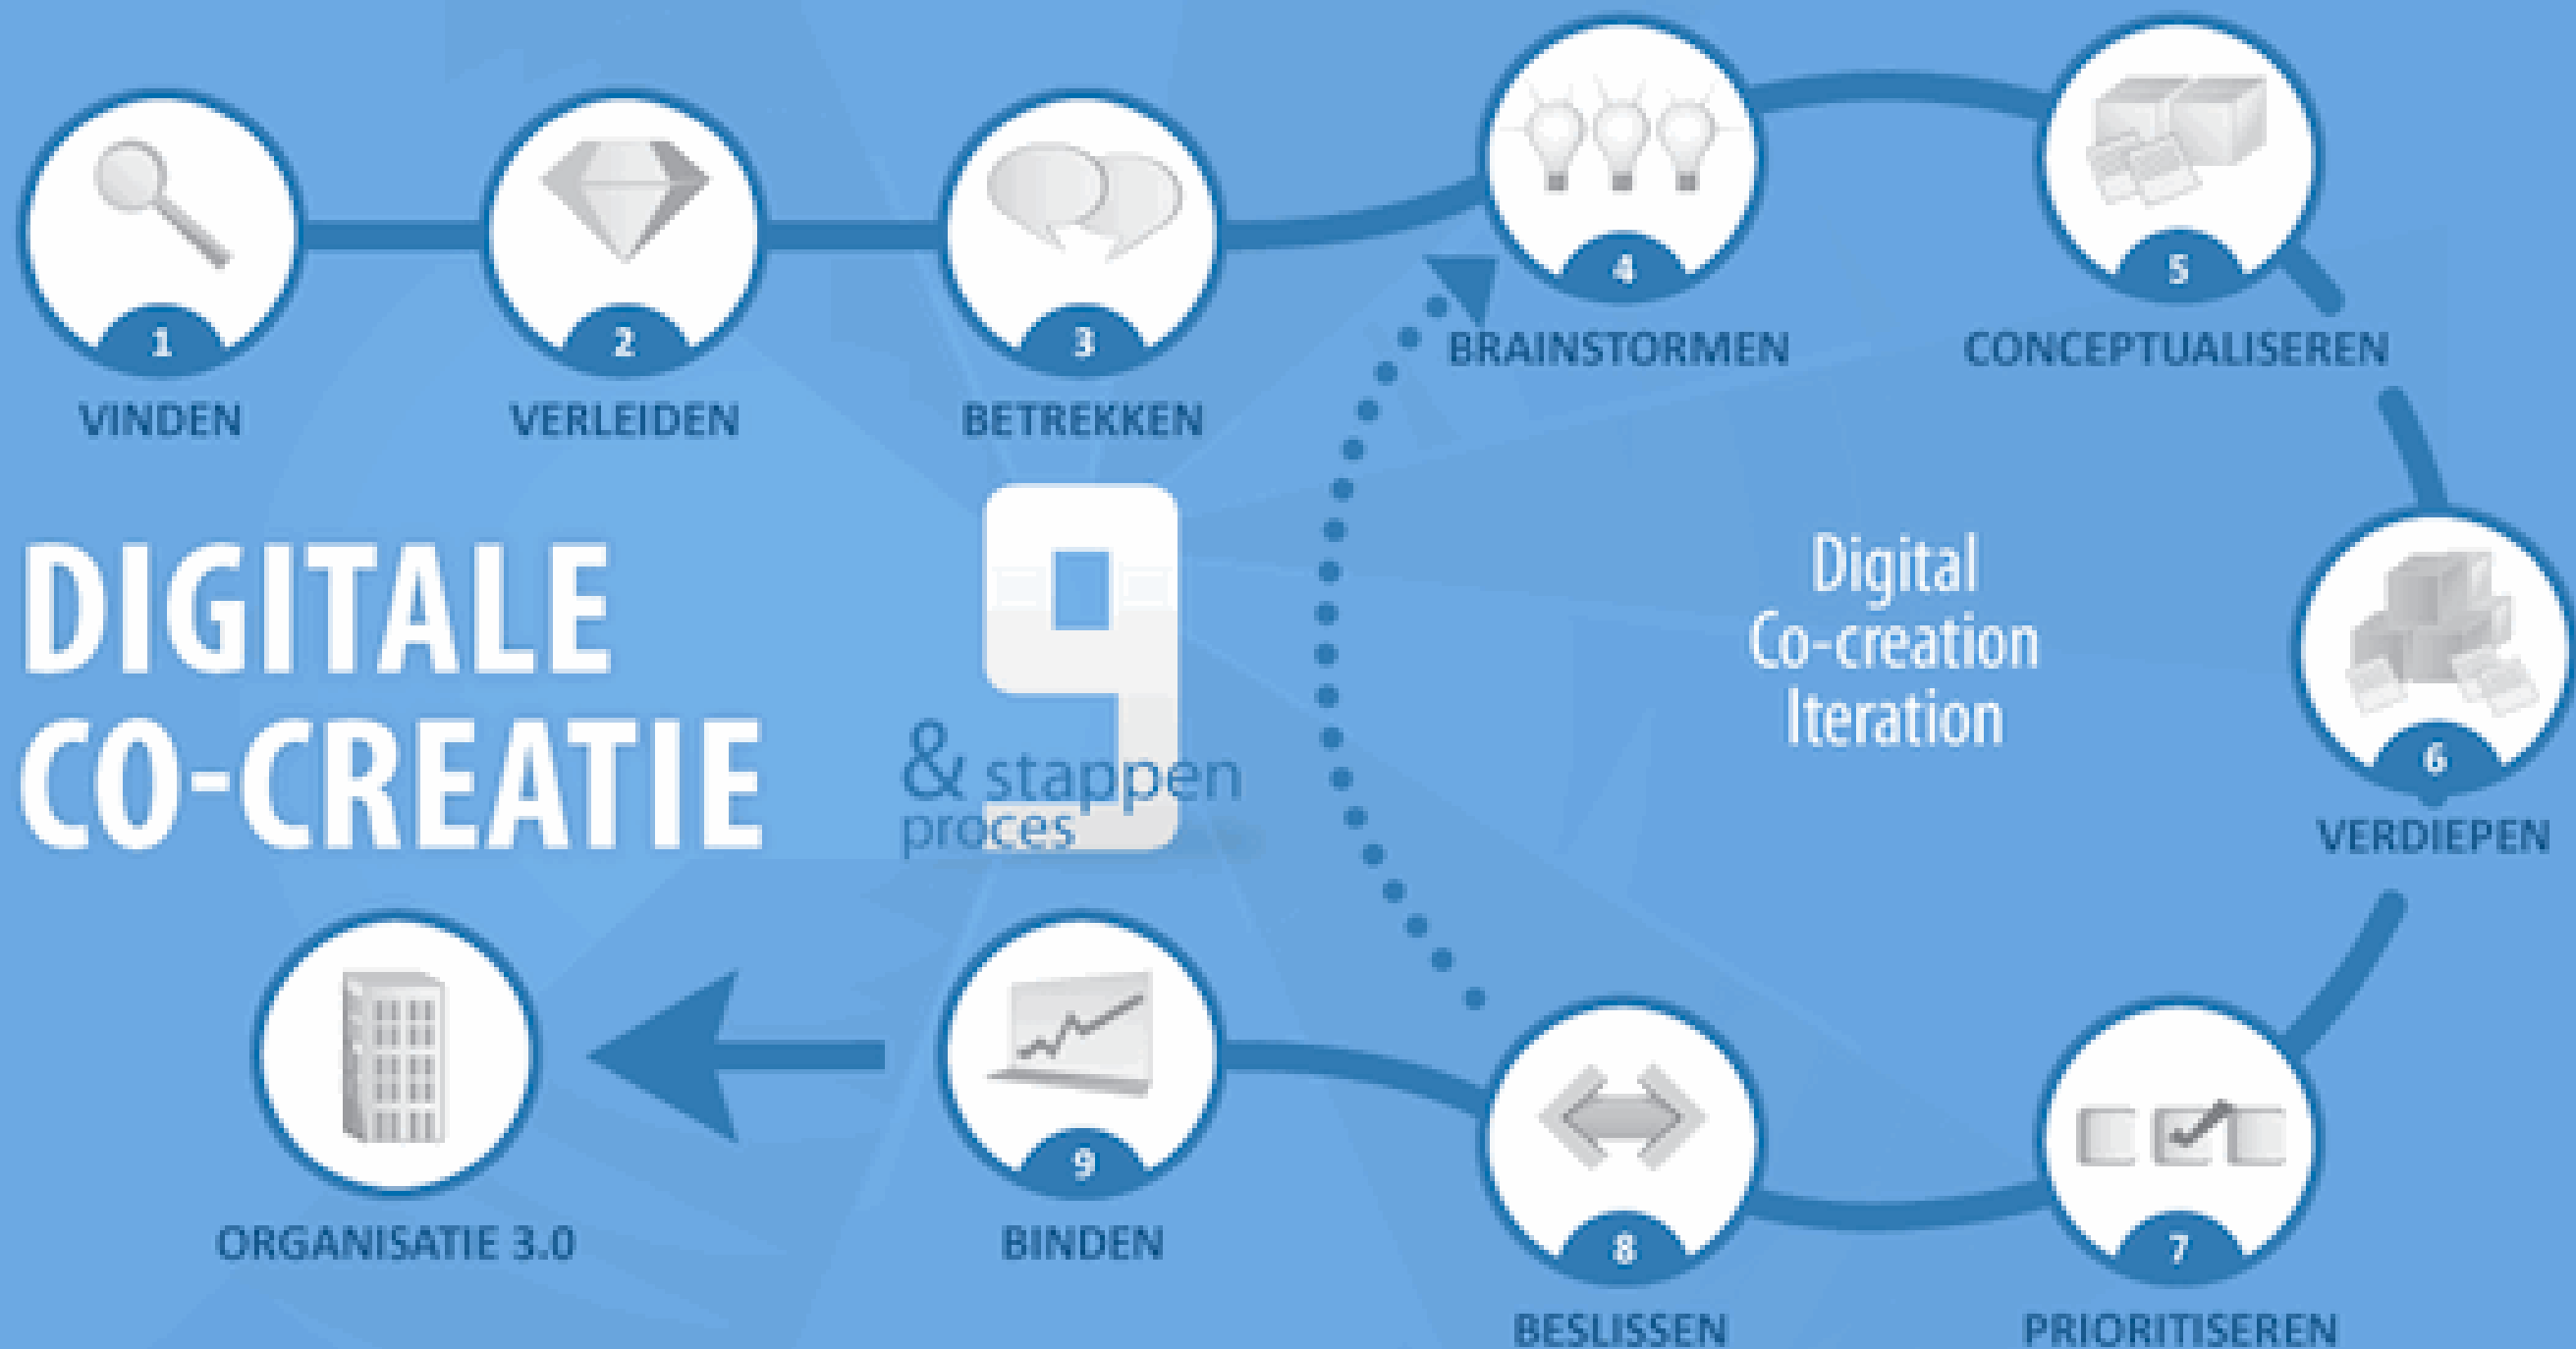 1
VINDEN
2
VERLEIDEN
3
BETREKKEN
4
BRAINSTORMEN
5
CONCEPTUALISEREN
6
VERDIEPEN
7
PRIORITISEREN
8
BESLISSEN
9
BINDEN
ORGANISATIE 3.0
DIGITALE
CO-CREATIE
9
& stappen
proces
Digital
Co-creation
Iteration